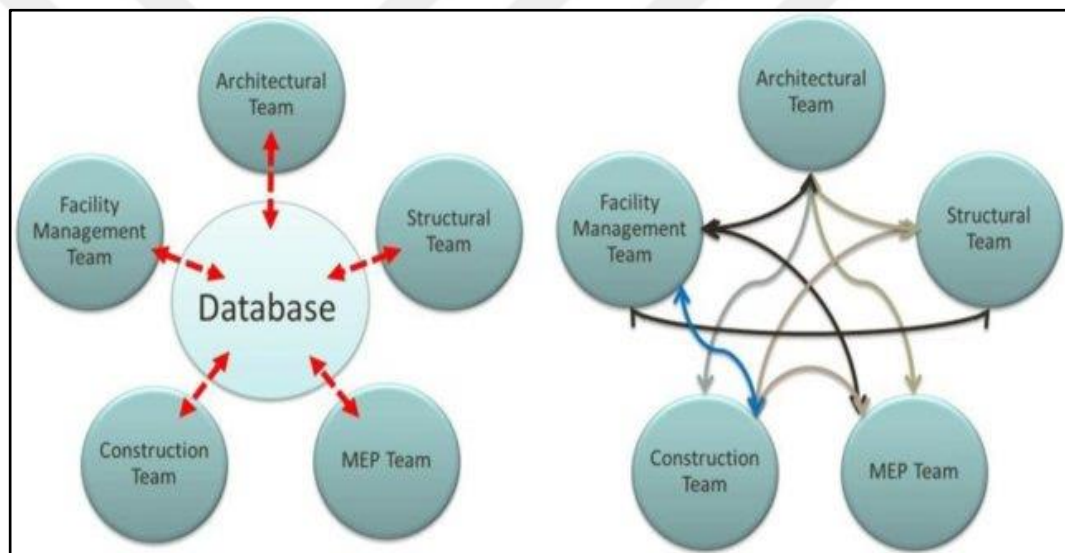 Architectural
Team
Facility
Management
Team
Structural
Team
Database
Construction
Team
MEP Team
Architectural
Team
Facility
Management
Team
Structural
Team
Construction
Team
MEP Team